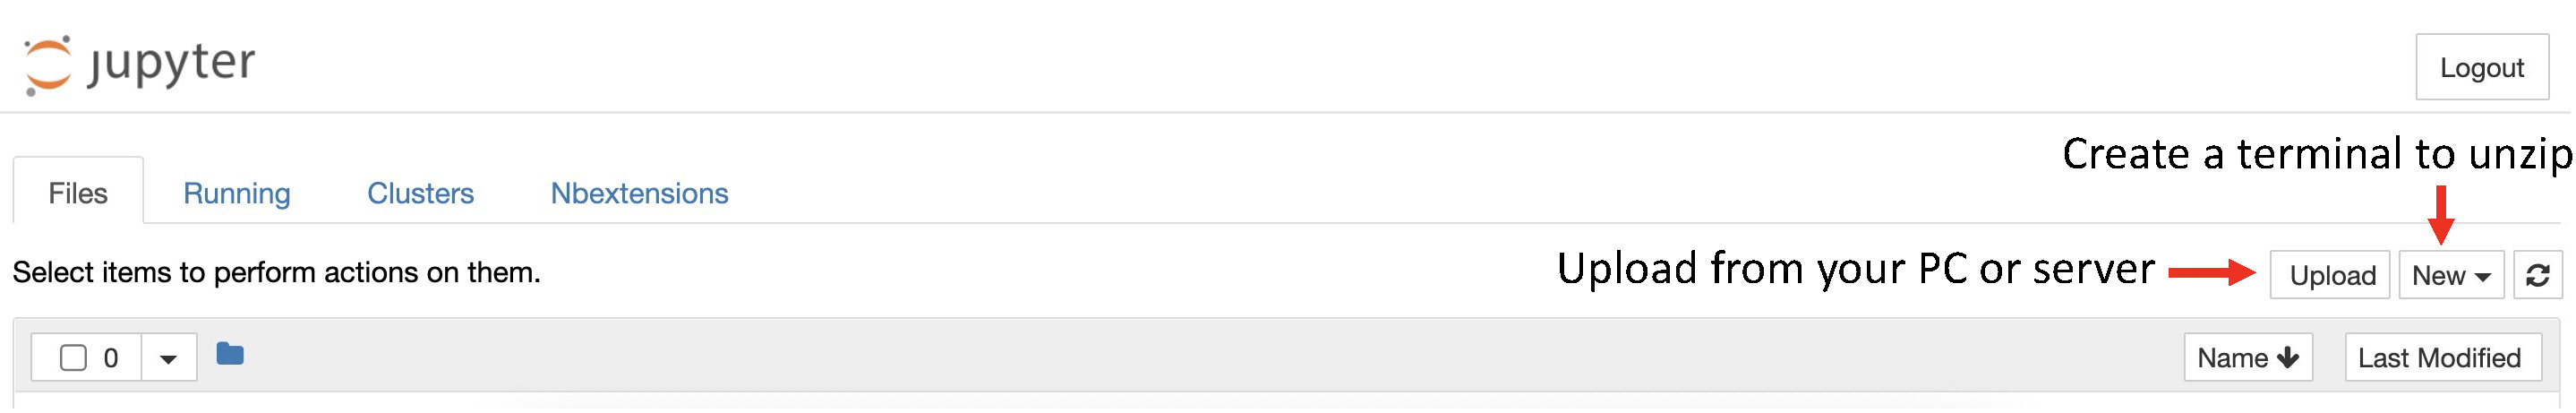 jupyter
Logout
Create a terminal to unzip
Files Running Clusters Nbextensions
Select items to perform actions on them.
Upload from your PC or server
Upload New
0
Name Last Modified